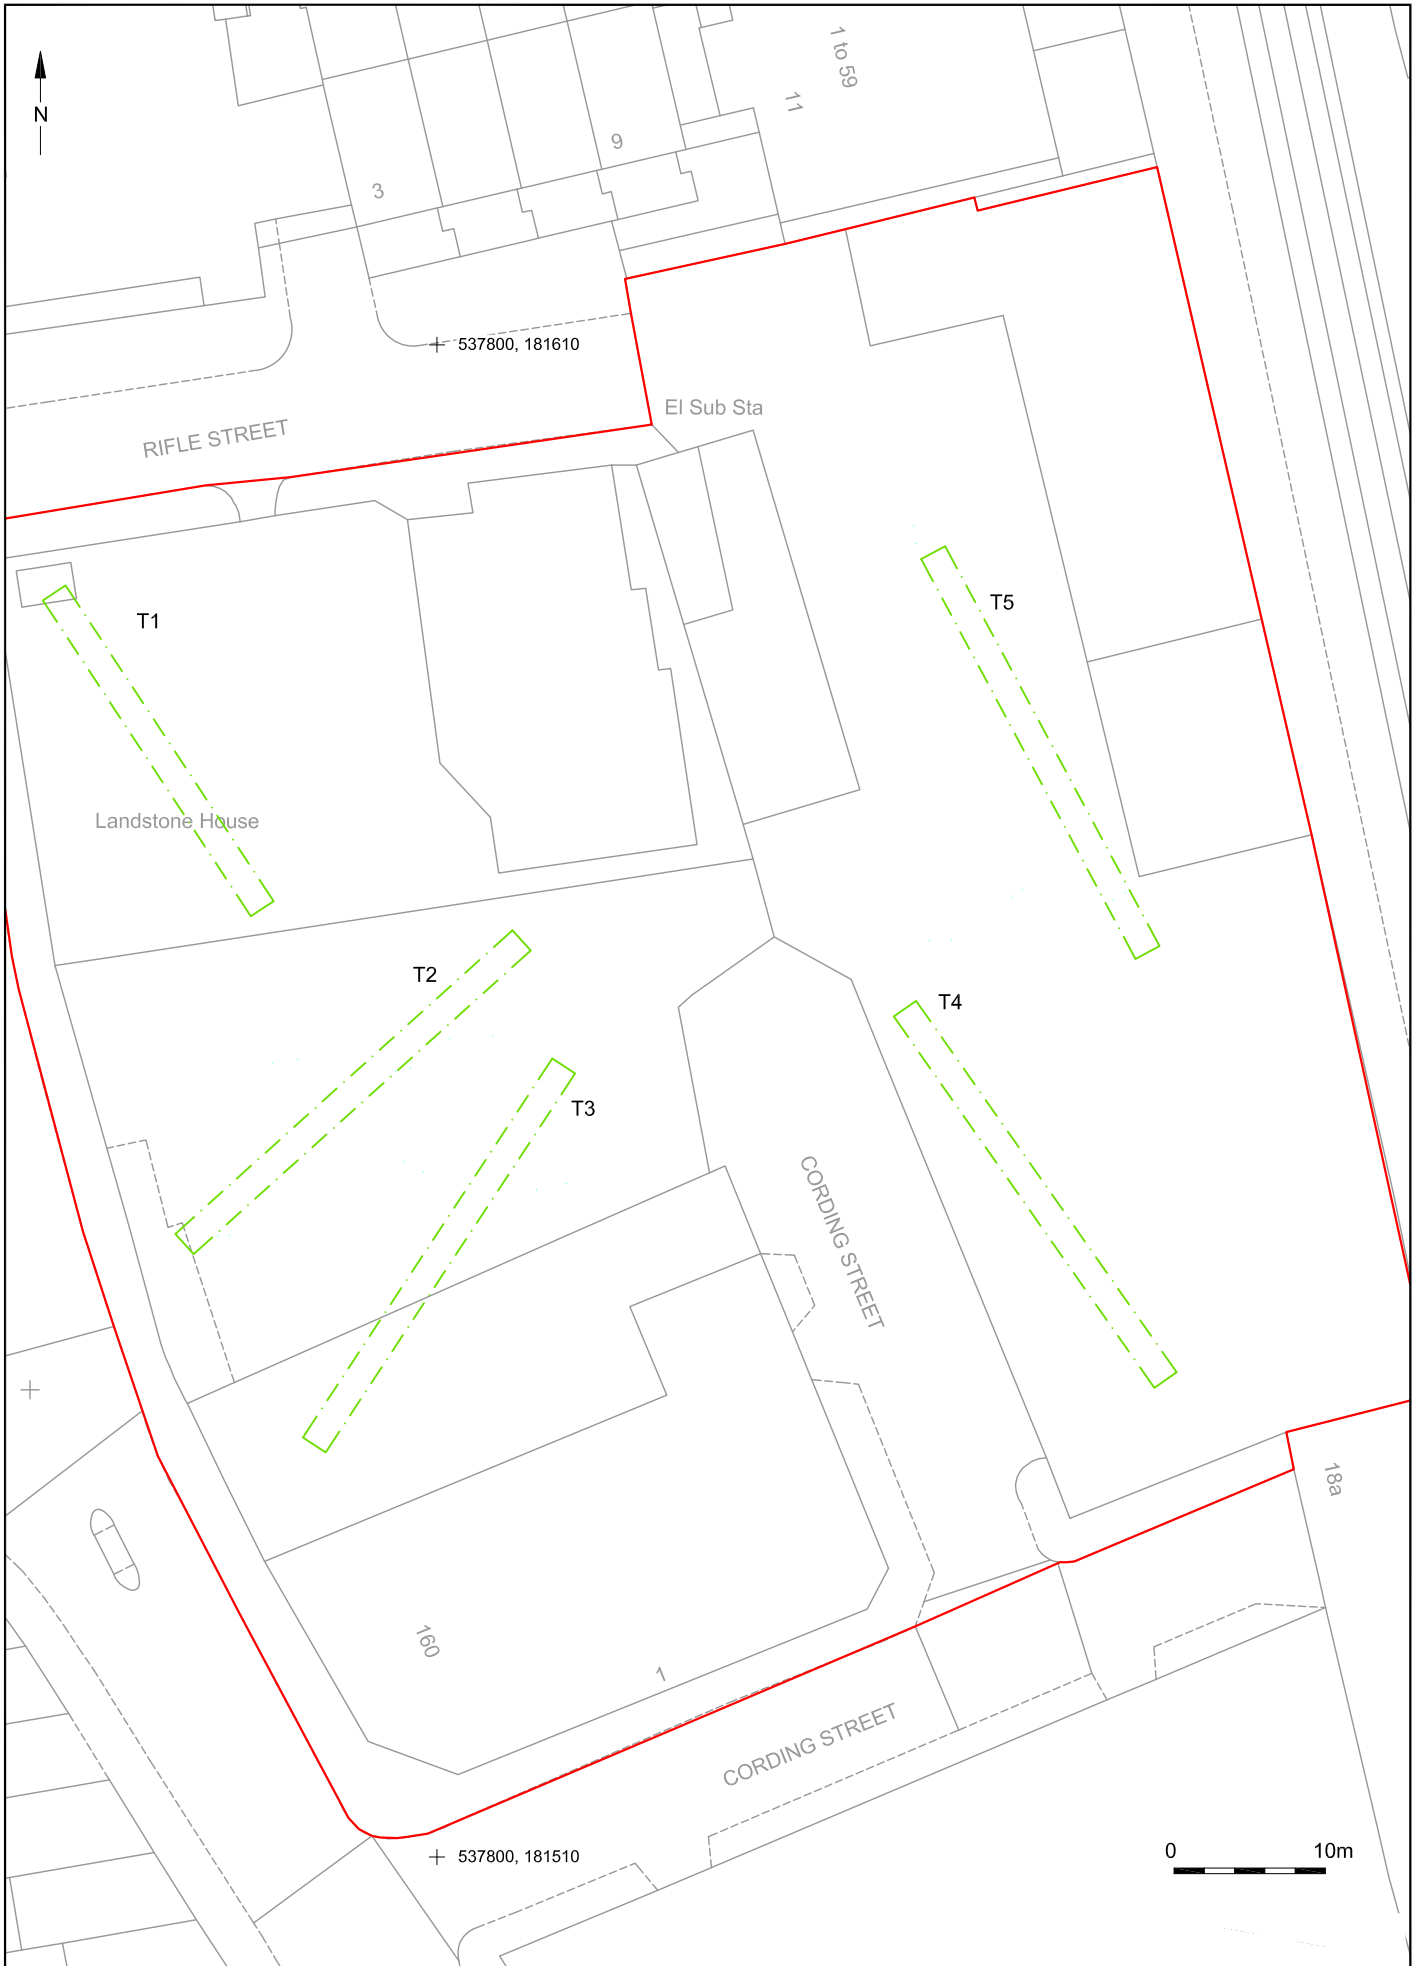 1 to 59
11
N
9
3
537800, 181610
El Sub Sta
RIFLE STREET
T1
T5
Landstone House
T2
T4
T3
CORDING STREET
18a
160
1
CORDING STREET
537800, 181510
0 10m